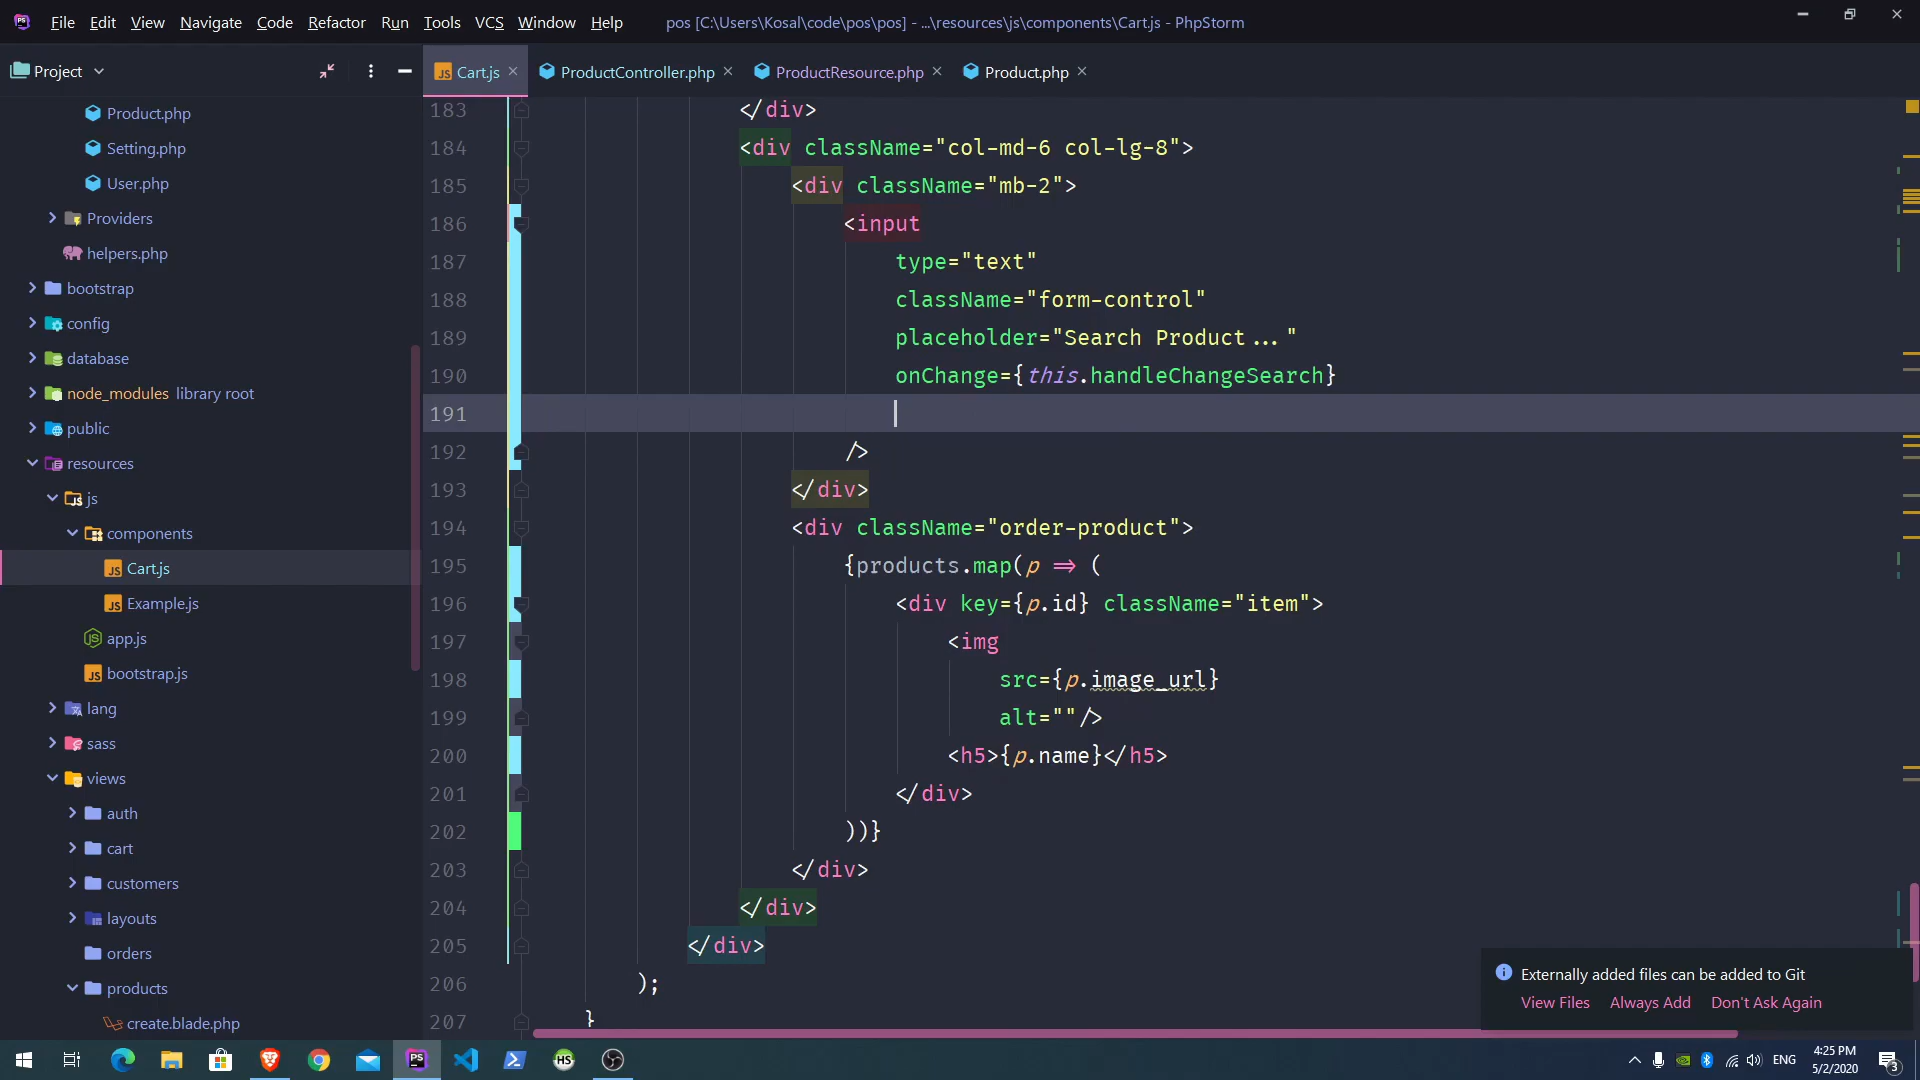 File Edit View Navigate Code Refactor Run Tools VCS Window Help pos [C:\Users\Kosal\code\pos\pos] - ...\resources\js\components\Cart.js - PhpStorm
Project
Cart.js
ProductController.php
ProductResource.php
Product.php
Product.php
Setting.php
User.php
Providers
helpers.php
bootstrap
config
database
node_modules library root
public
resources
js
components
Cart.js
Example.js
app.js
bootstrap.js
lang
sass
views
auth
cart
customers
layouts
orders
products
create.blade.php
183 </div>
184 <div className="col-md-6 col-lg-8">
185 <div className="mb-2">
186 <input
187 type="text"
188 className="form-control"
189 placeholder="Search Product..."
190 onChange={this.handleChangeSearch}
191
192 />
193 </div>
194 <div className="order-product">
195 {products.map(p => (
196 <div key={p.id} className="item">
197 <img
198 src={p.image_url}
199 alt=""/>
200 <h5>{p.name}</h5>
201 </div>
202 ))}
203 </div>
204 </div>
205 </div>
206 );
207 }
Externally added files can be added to Git
View Files Always Add Don't Ask Again
ENG
4:25 PM
5/2/2020
3